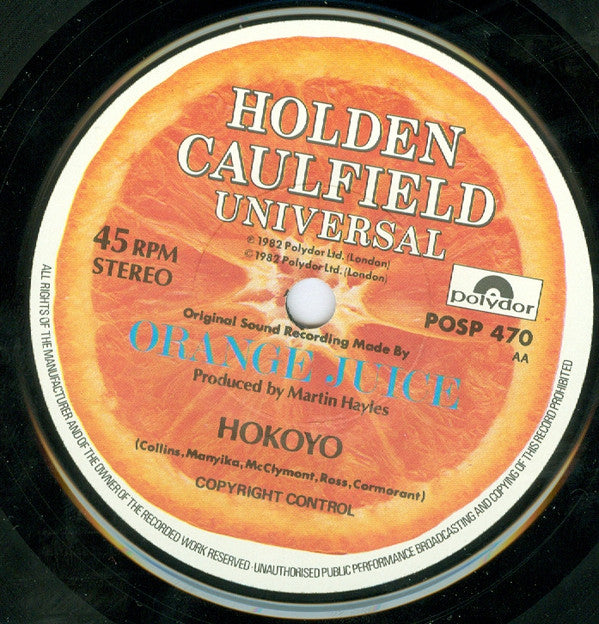 HOLDEN
CAULFIELD
UNIVERSAL
℗ 1982 Polydor Ltd. (London)
© 1982 Polydor Ltd. (London)
45 RPM
STEREO
polydor
POSP 470
AA
Original Sound Recording Made By
ORANGE JUICE
Produced by Martin Hayles
HOKOYO
(Collins, Manyika, McClymont, Ross, Cormorant)
COPYRIGHT CONTROL
ALL RIGHTS OF THE MANUFACTURER AND OF THE OWNER OF THE RECORDED WORK RESERVED · UNAUTHORISED PUBLIC PERFORMANCE BROADCASTING AND COPYING OF THIS RECORD PROHIBITED